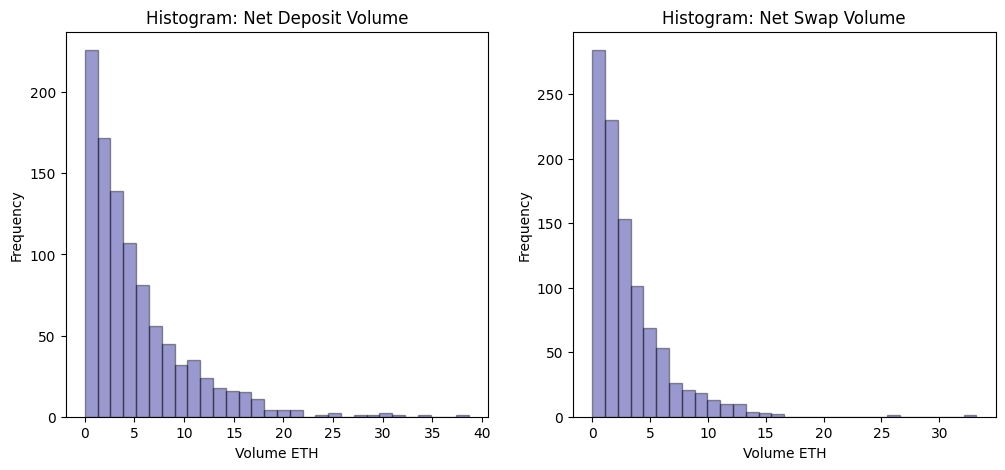 Histogram: Net Deposit Volume
200
150
100
50
0
Frequency
0 5 10 15 20 25 30 35 40
Volume ETH
Histogram: Net Swap Volume
250
200
150
100
50
0
Frequency
0 5 10 15 20 25 30
Volume ETH